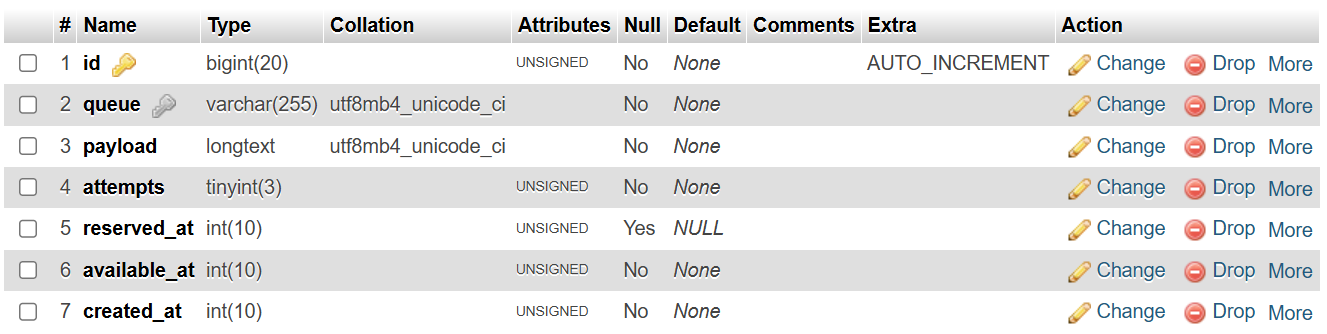 # Name Type Collation Attributes Null Default Comments Extra Action
1 id bigint(20) UNSIGNED No None AUTO_INCREMENT Change Drop More
2 queue varchar(255) utf8mb4_unicode_ci No None Change Drop More
3 payload longtext utf8mb4_unicode_ci No None Change Drop More
4 attempts tinyint(3) UNSIGNED No None Change Drop More
5 reserved_at int(10) UNSIGNED Yes NULL Change Drop More
6 available_at int(10) UNSIGNED No None Change Drop More
7 created_at int(10) UNSIGNED No None Change Drop More